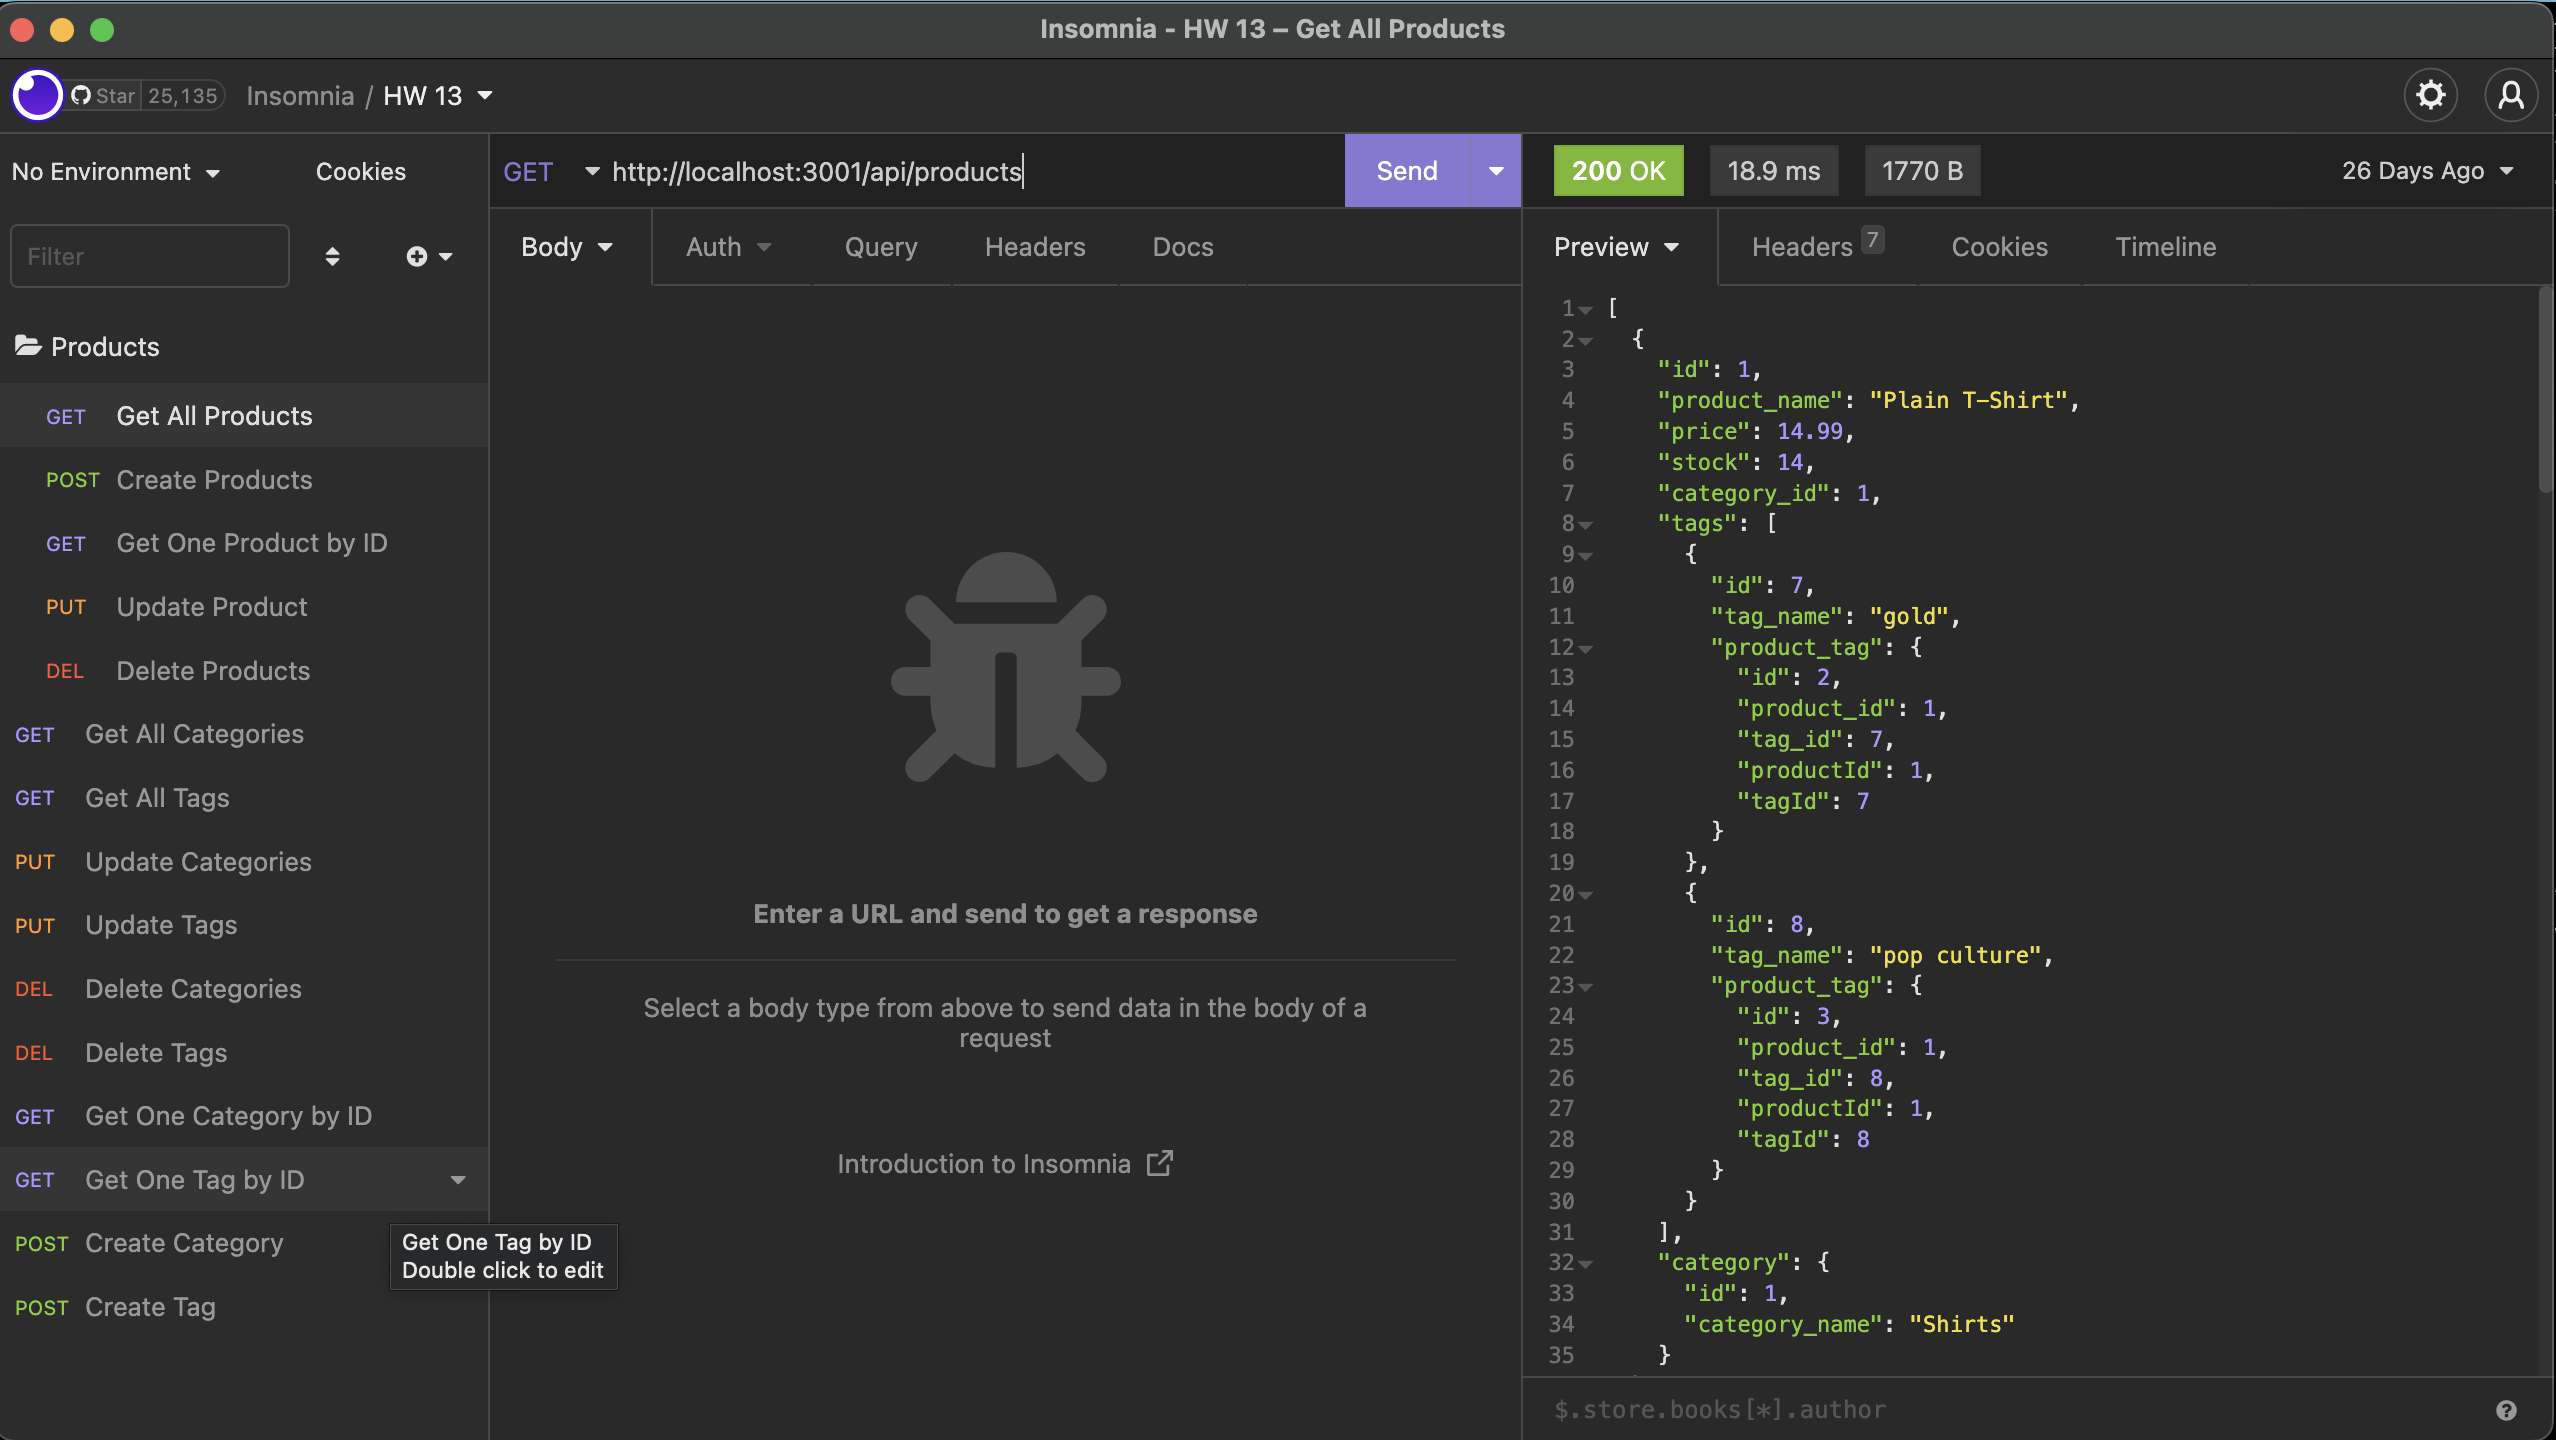 Insomnia - HW 13 – Get All Products
Star 25,135 Insomnia / HW 13
No Environment Cookies
Filter
Products
GET Get All Products
POST Create Products
GET Get One Product by ID
PUT Update Product
DEL Delete Products
GET Get All Categories
GET Get All Tags
PUT Update Categories
PUT Update Tags
DEL Delete Categories
DEL Delete Tags
GET Get One Category by ID
GET Get One Tag by ID
POST Create Category
POST Create Tag
Get One Tag by ID
Double click to edit
GET http://localhost:3001/api/products Send
Body Auth Query Headers Docs
Enter a URL and send to get a response
Select a body type from above to send data in the body of a
request
Introduction to Insomnia
200 OK 18.9 ms 1770 B 26 Days Ago
Preview Headers 7 Cookies Timeline
1 [
2 {
3 "id": 1,
4 "product_name": "Plain T-Shirt",
5 "price": 14.99,
6 "stock": 14,
7 "category_id": 1,
8 "tags": [
9 {
10 "id": 7,
11 "tag_name": "gold",
12 "product_tag": {
13 "id": 2,
14 "product_id": 1,
15 "tag_id": 7,
16 "productId": 1,
17 "tagId": 7
18 }
19 },
20 {
21 "id": 8,
22 "tag_name": "pop culture",
23 "product_tag": {
24 "id": 3,
25 "product_id": 1,
26 "tag_id": 8,
27 "productId": 1,
28 "tagId": 8
29 }
30 }
31 ],
32 "category": {
33 "id": 1,
34 "category_name": "Shirts"
35 }
$.store.books[*].author